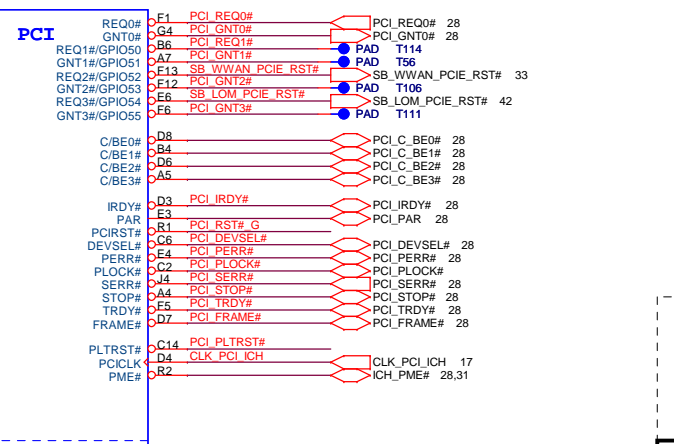 PCI
REQ0# F1 PCI_REQ0# PCI_REQ0# 28
GNT0# G4 PCI_GNT0# PCI_GNT0# 28
REQ1#/GPIO50 B6 PCI_REQ1# PAD T114
GNT1#/GPIO51 A7 PCI_GNT1# PAD T56
REQ2#/GPIO52 F13 SB_WWAN_PCIE_RST# SB_WWAN_PCIE_RST# 33
GNT2#/GPIO53 F12 PCI_GNT2# PAD T106
REQ3#/GPIO54 E6 SB_LOM_PCIE_RST# SB_LOM_PCIE_RST# 42
GNT3#/GPIO55 F6 PCI_GNT3# PAD T111
C/BE0# D8 PCI_C_BE0# 28
C/BE1# B4 PCI_C_BE1# 28
C/BE2# D6 PCI_C_BE2# 28
C/BE3# A5 PCI_C_BE3# 28
IRDY# D3 PCI_IRDY# PCI_IRDY# 28
PAR E3 PCI_PAR 28
PCIRST# R1 PCI_RST#_G
DEVSEL# C6 PCI_DEVSEL# PCI_DEVSEL# 28
PERR# E4 PCI_PERR# PCI_PERR# 28
PLOCK# C2 PCI_PLOCK# PCI_PLOCK#
SERR# J4 PCI_SERR# PCI_SERR# 28
STOP# A4 PCI_STOP# PCI_STOP# 28
TRDY# F5 PCI_TRDY# PCI_TRDY# 28
FRAME# D7 PCI_FRAME# PCI_FRAME# 28
PLTRST# C14 PCI_PLTRST#
PCICLK D4 CLK_PCI_ICH CLK_PCI_ICH 17
PME# R2 ICH_PME# 28,31